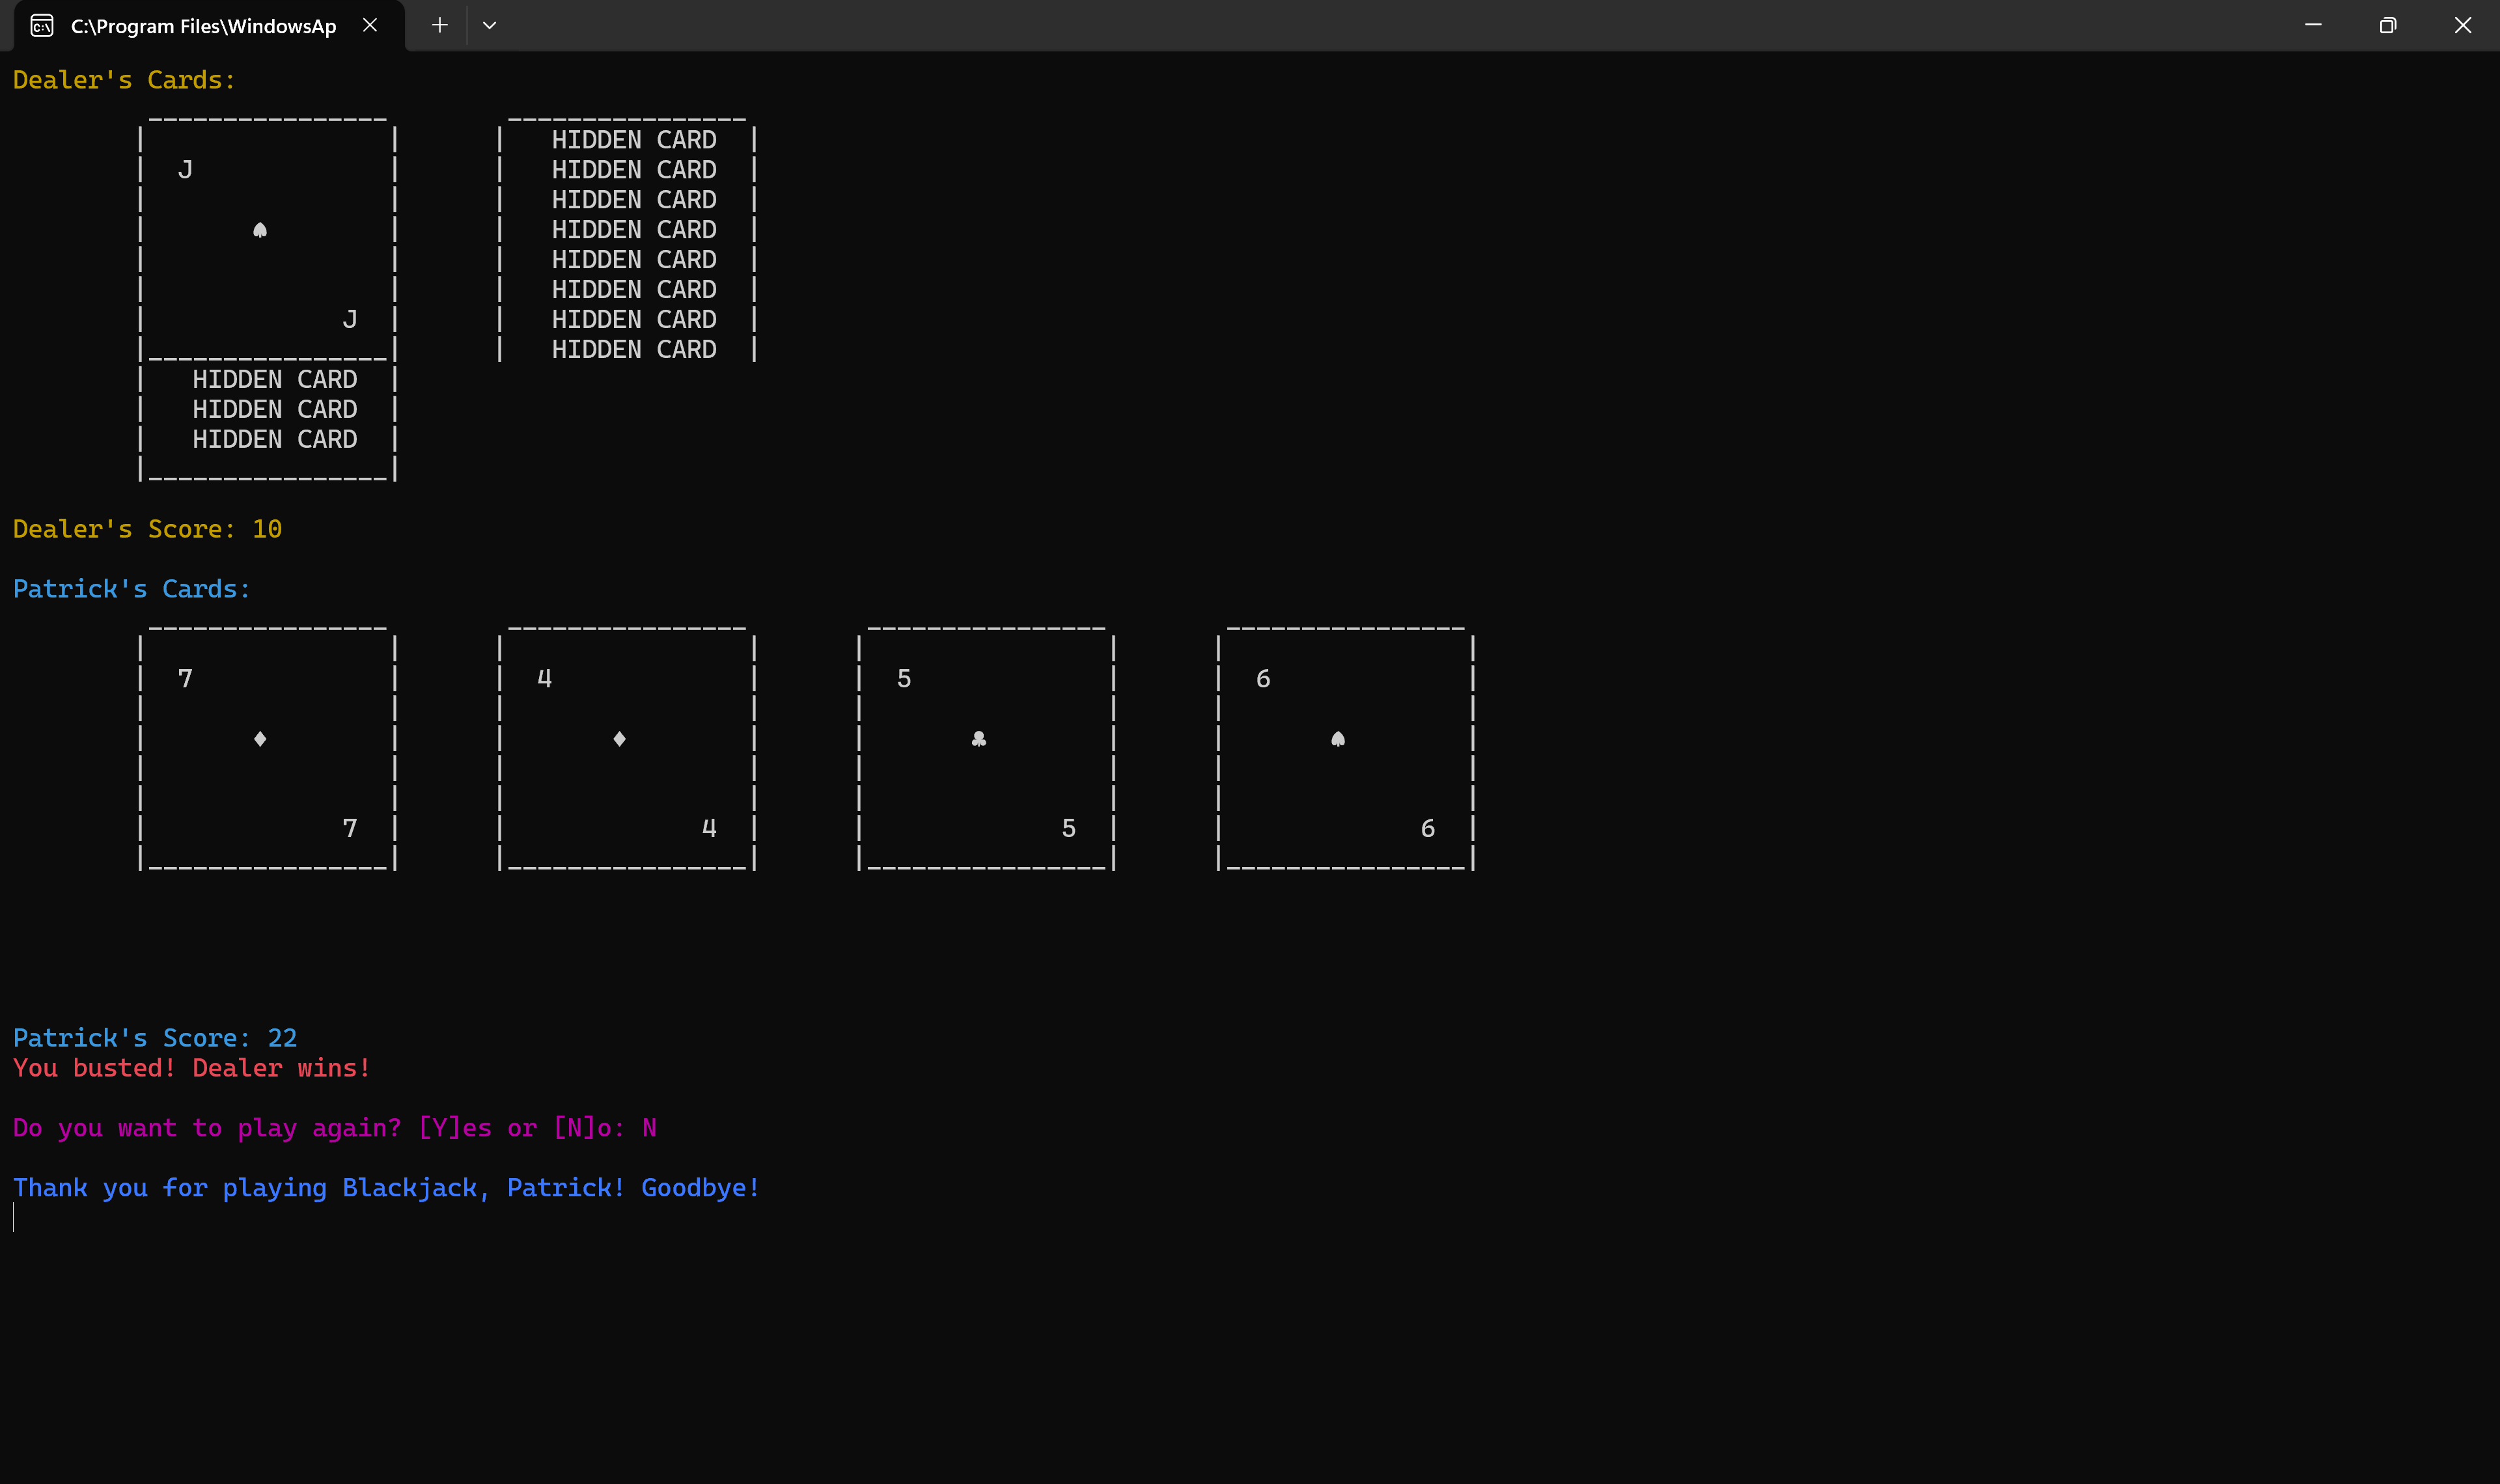 C:\Program Files\WindowsAp
Dealer's Cards:
HIDDEN CARD
J HIDDEN CARD
HIDDEN CARD
♠ HIDDEN CARD
HIDDEN CARD
HIDDEN CARD
J HIDDEN CARD
HIDDEN CARD
HIDDEN CARD
HIDDEN CARD
HIDDEN CARD
Dealer's Score: 10
Patrick's Cards:
7 4 5 6
♦ ♦ ♣ ♠
7 4 5 6
Patrick's Score: 22
You busted! Dealer wins!
Do you want to play again? [Y]es or [N]o: N
Thank you for playing Blackjack, Patrick! Goodbye!